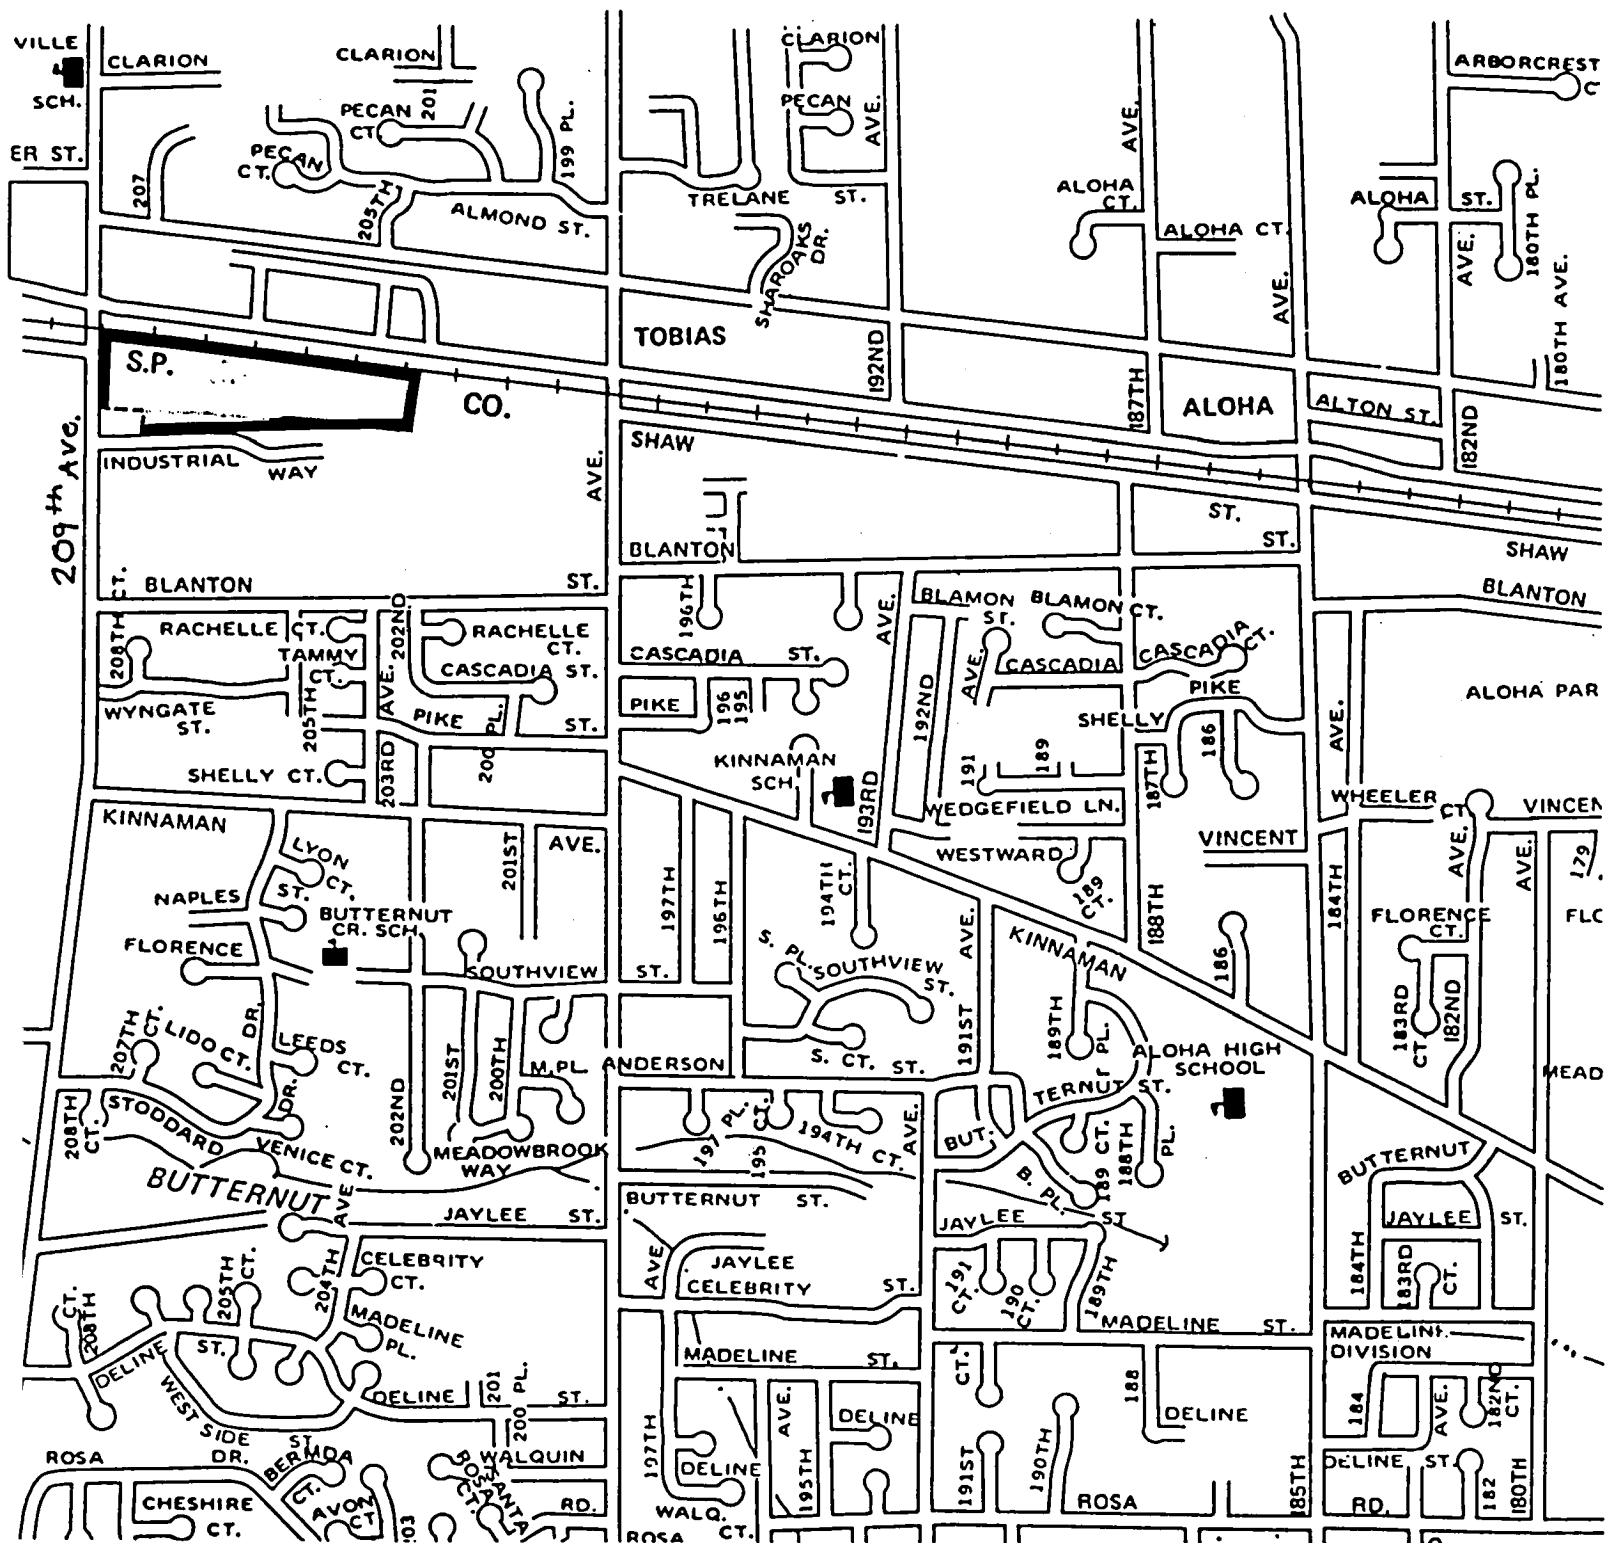 VILLE
SCH.
CLARION
CLARION
201
CLARION
AVE.
AVE.
ARBORCREST
ER ST.
PECAN
CT.
PECAN
CT.
199 PL.
PECAN
207
205TH
ALMOND ST.
TRELANE
ST.
SHAROAKS
DR.
ALOHA
CT.
ALOHA CT.
AVE.
ALOHA
ST.
AVE.
180TH PL.
180TH AVE.
S.P.
CO.
TOBIAS
192ND
187TH
ALOHA
ALTON ST.
182ND
209th Ave.
INDUSTRIAL
WAY
AVE.
SHAW
ST.
SHAW
BLANTON
ST.
BLANTON
ST.
BLANTON
208TH CT.
RACHELLE CT.
TAMMY
CT.
202ND
AVE.
RACHELLE
CT.
CASCADIA ST.
WYNGATE
ST.
205TH
PIKE
ST.
200 PL.
SHELLY CT.
203RD
196TH
CASCADIA
ST.
PIKE
196
195
KINNAMAN
SCH.
193RD
AVE.
BLAMON
ST.
BLAMON CT.
192ND
AVE.
CASCADIA
CASCADIA
CT.
PIKE
SHELLY
186
187TH
191
189
WEDGEFIELD LN.
WESTWARD
189
CT.
188TH
VINCENT
AVE.
ALOHA PAR
WHEELER
CT.
VINCEN
AVE.
AVE.
179
KINNAMAN
AVE.
201ST
LYON
CT.
NAPLES
ST.
BUTTERNUT
CR. SCH.
FLORENCE
SOUTHVIEW
ST.
197TH
196TH
194TH
CT.
S. PL.
SOUTHVIEW
ST.
S. CT.
ST.
AVE.
191ST
KINNAMAN
186
184TH
FLORENCE
CT.
FLO
183RD
CT.
182ND
MEAD
207TH
CT.
LIDO CT.
DR.
LEEDS
CT.
DR.
208TH
CT.
STODDARD
VENICE CT.
202ND
201ST
200TH
M.PL.
ANDERSON
MEADOWBROOK
WAY
197 PL.
195
CT.
194TH CT.
AVE.
189TH
PL.
ALOHA HIGH
SCHOOL
BUT.
TERNUT ST.
B. PL.
189 CT.
188TH
PL.
BUTTERNUT
AVE
JAYLEE
ST.
BUTTERNUT
ST.
JAYLEE
ST
BUTTERNUT
JAYLEE
ST.
CT.
208TH
205TH
CT.
204TH
CELEBRITY
CT.
MADELINE
PL.
ST.
DELINE
WEST SIDE
DR.
DELINE
ST.
201
200 PL.
AVE
JAYLEE
CELEBRITY
ST.
MADELINE
ST.
191
CT.
190
CT.
189TH
MADELINE
ST.
184TH
183RD
CT.
MADELINE
DIVISION
ROSA
ST.
BERMDA
CT.
CHESHIRE
CT.
AVON
CT
WALQUIN
RD.
197TH
DELINE
WALQ.
CT.
ROSA
AVE.
195TH
DELINE
CT.
191ST
190TH
188
DELINE
ROSA
185TH
184
AVE.
182ND
CT.
DELINE ST.
RD.
182
180TH